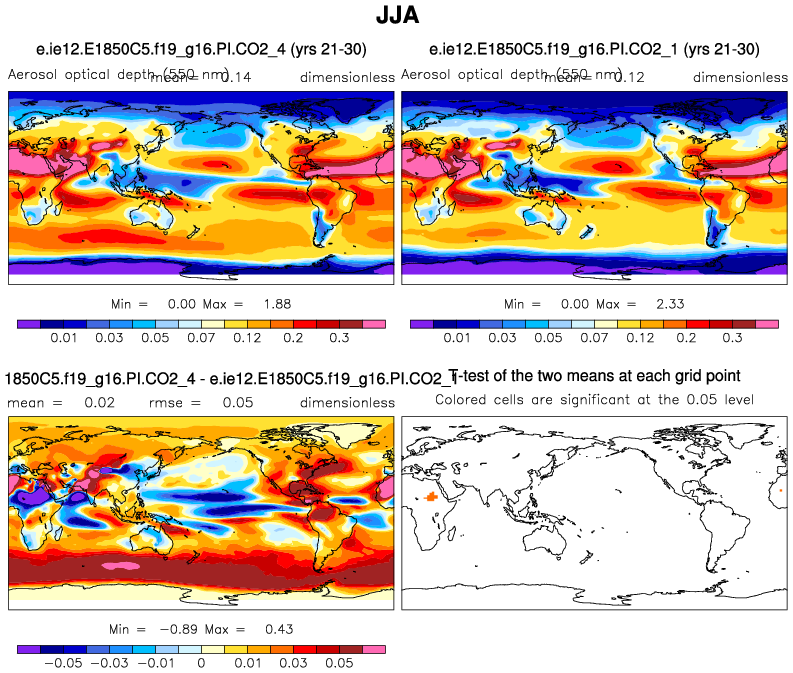 JJA
e.ie12.E1850C5.f19_g16.PI.CO2_4 (yrs 21-30)
Aerosol optical depth (550 nm) mean= 0.14 dimensionless
Min = 0.00 Max = 1.88
0.01 0.03 0.05 0.07 0.12 0.2 0.3
e.ie12.E1850C5.f19_g16.PI.CO2_1 (yrs 21-30)
Aerosol optical depth (550 nm) mean= 0.12 dimensionless
Min = 0.00 Max = 2.33
0.01 0.03 0.05 0.07 0.12 0.2 0.3
1850C5.f19_g16.PI.CO2_4 - e.ie12.E1850C5.f19_g16.PI.CO2_1
mean = 0.02 rmse = 0.05 dimensionless
Min = −0.89 Max = 0.43
−0.05 −0.03 −0.01 0 0.01 0.03 0.05
T-test of the two means at each grid point
Colored cells are significant at the 0.05 level